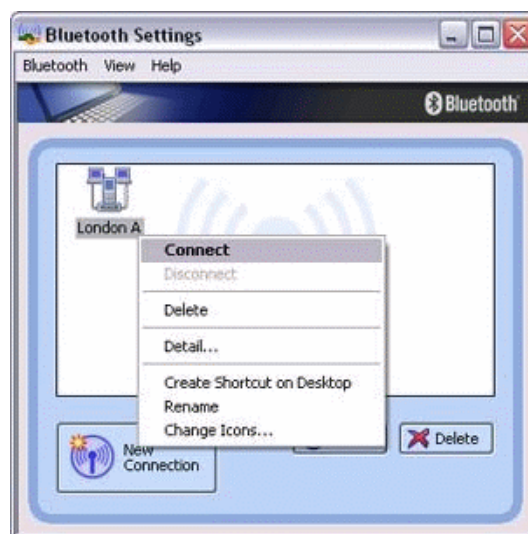 Bluetooth Settings
Bluetooth View Help
Bluetooth
London A
Connect
Disconnect
Delete
Detail...
Create Shortcut on Desktop
Rename
Change Icons...
New
Connection
Delete